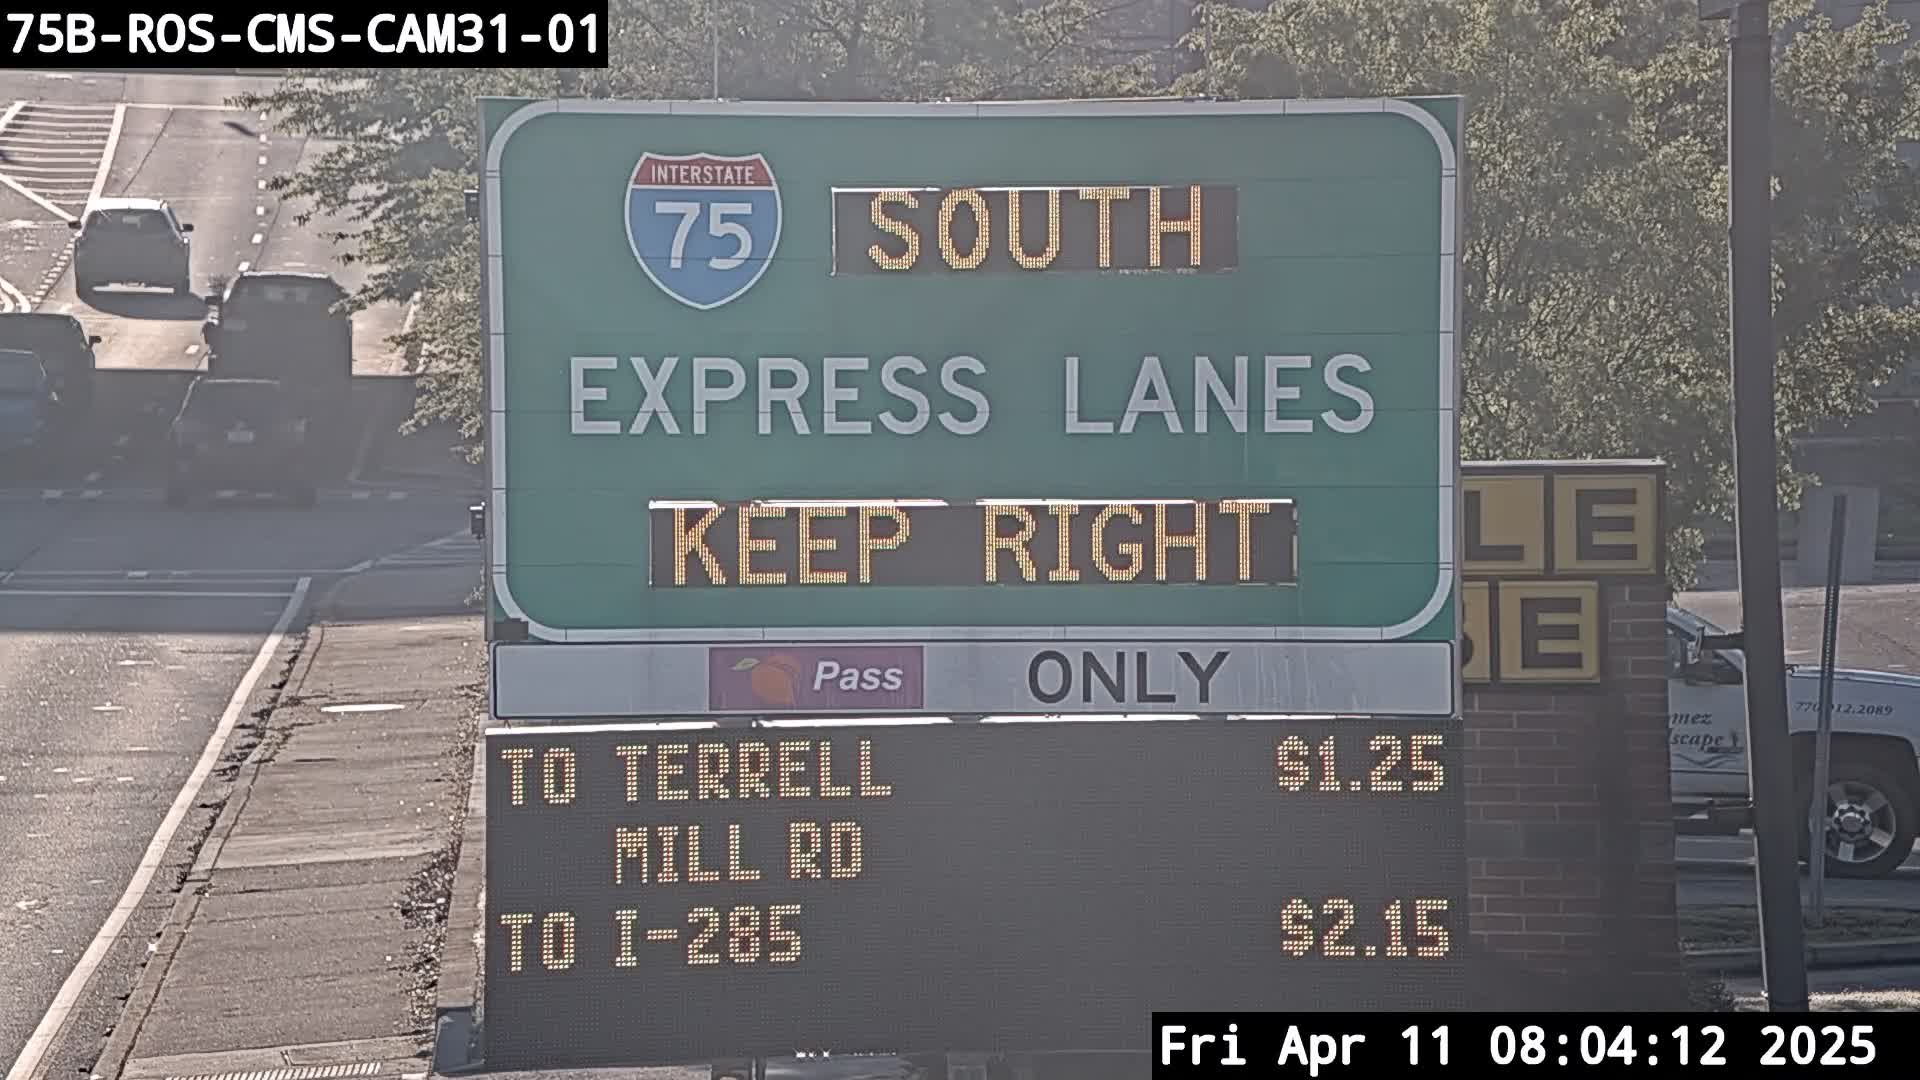 75B-ROS-CMS-CAM31-01
INTERSTATE
75
SOUTH
EXPRESS LANES
KEEP RIGHT
Pass ONLY
TO TERRELL $1.25
MILL RD
TO I-285 $2.15
LE
E
Fri Apr 11 08:04:12 2025